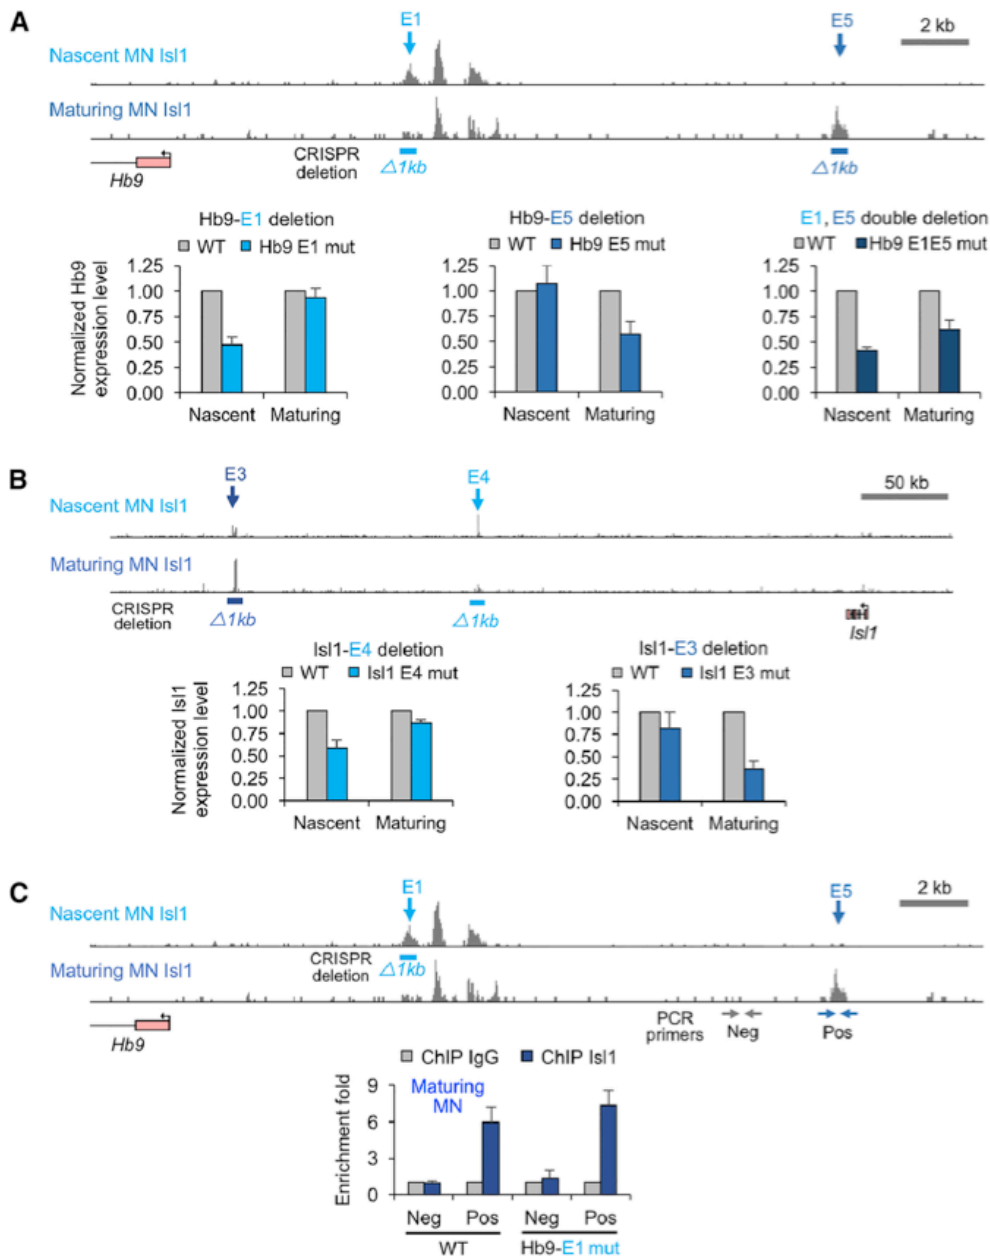 A
E1
E5
2 kb
Nascent MN Isl1
Maturing MN Isl1
CRISPR
deletion
△1kb
△1kb
Hb9
Hb9-E1 deletion
WT Hb9 E1 mut
Normalized Hb9
expression level
1.25
1.00
0.75
0.50
0.25
0.00
Nascent Maturing
Hb9-E5 deletion
WT Hb9 E5 mut
1.25
1.00
0.75
0.50
0.25
0.00
Nascent Maturing
E1, E5 double deletion
WT Hb9 E1E5 mut
1.25
1.00
0.75
0.50
0.25
0.00
Nascent Maturing
B
E3
E4
50 kb
Nascent MN Isl1
Maturing MN Isl1
CRISPR
deletion
△1kb
△1kb
Isl1
Isl1-E4 deletion
WT Isl1 E4 mut
Normalized Isl1
expression level
1.25
1.00
0.75
0.50
0.25
0.00
Nascent Maturing
Isl1-E3 deletion
WT Isl1 E3 mut
1.25
1.00
0.75
0.50
0.25
0.00
Nascent Maturing
C
E1
E5
2 kb
Nascent MN Isl1
CRISPR
deletion
△1kb
Maturing MN Isl1
Hb9
PCR
primers
Neg
Pos
ChIP IgG ChIP Isl1
Enrichment fold
9
6
3
0
Maturing
MN
Neg Pos Neg Pos
WT Hb9-E1 mut